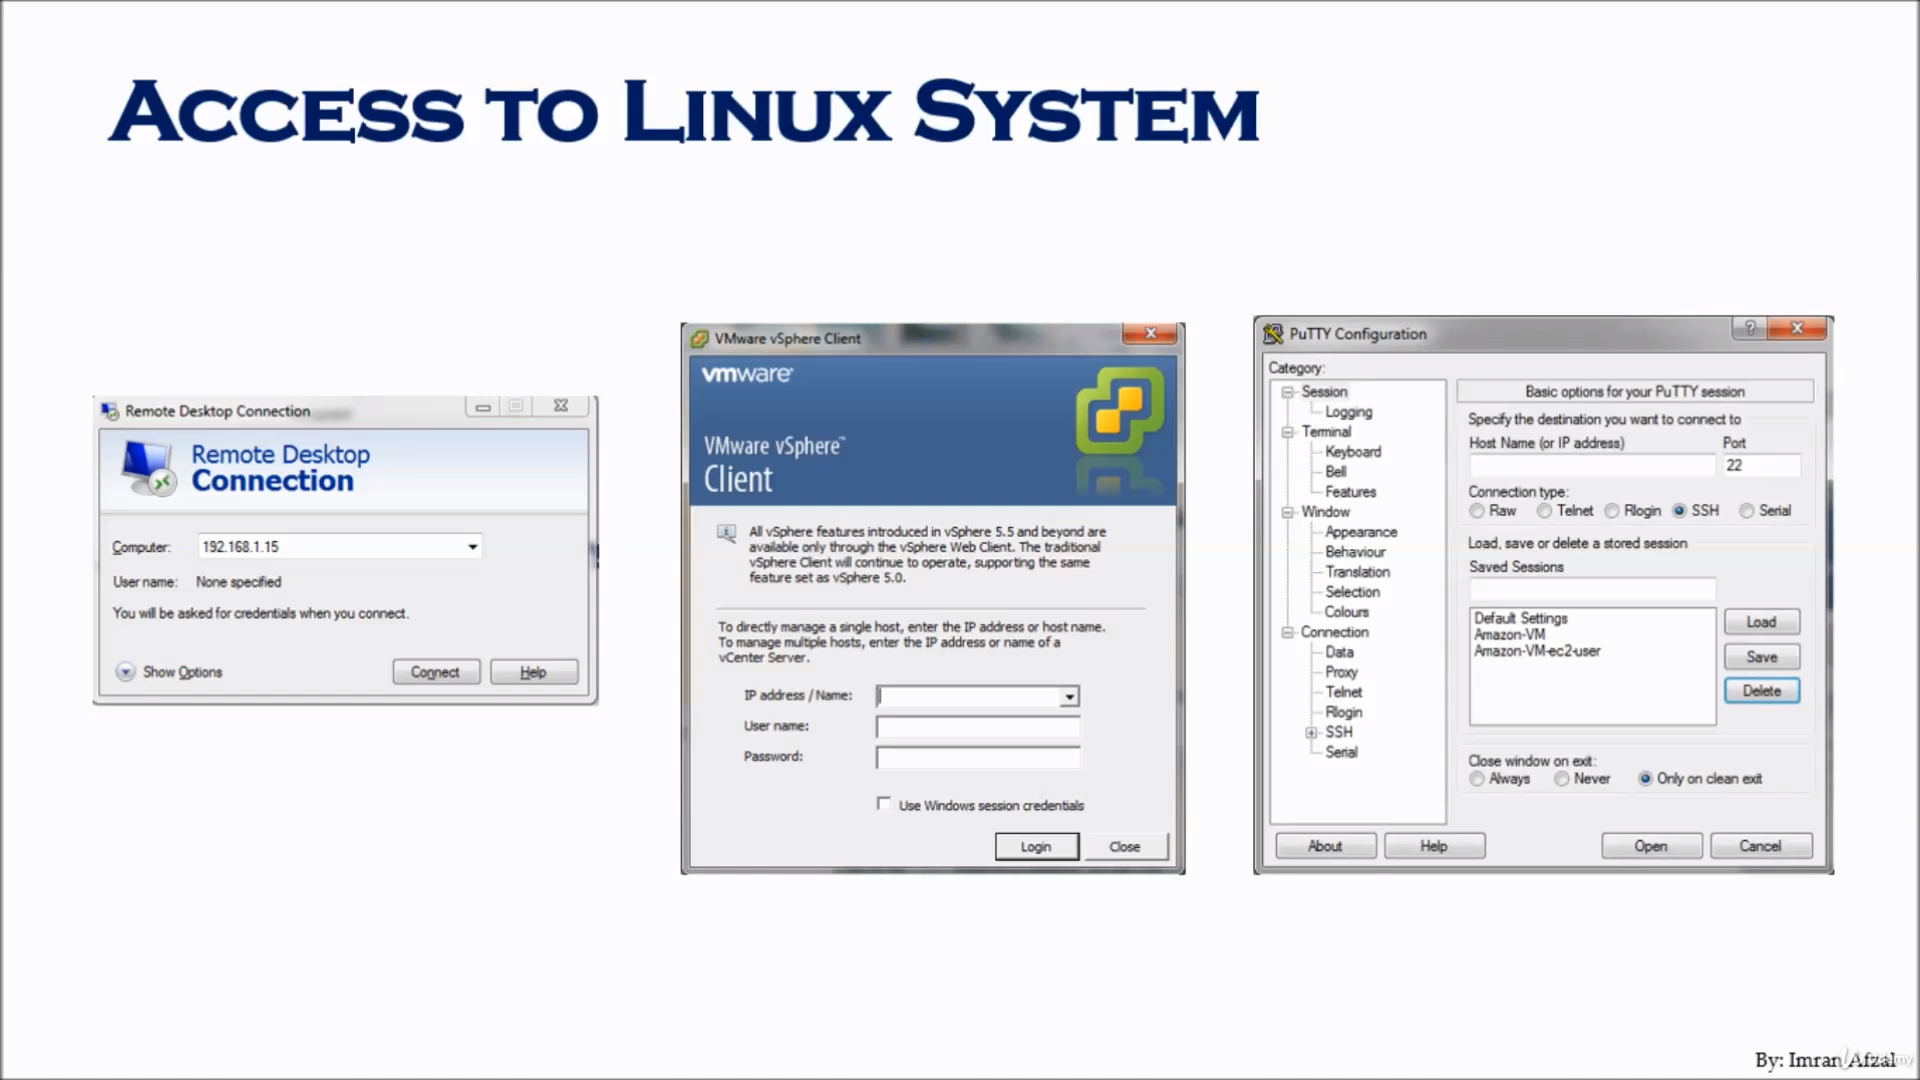 ACCESS TO LINUX SYSTEM
Remote Desktop Connection
Remote Desktop
Connection
Computer: 192.168.1.15
User name: None specified
You will be asked for credentials when you connect.
Show Options Connect Help
VMware vSphere Client
vmware
VMware vSphere™
Client
All vSphere features introduced in vSphere 5.5 and beyond are
available only through the vSphere Web Client. The traditional
vSphere Client will continue to operate, supporting the same
feature set as vSphere 5.0.
To directly manage a single host, enter the IP address or host name.
To manage multiple hosts, enter the IP address or name of a
vCenter Server.
IP address / Name:
User name:
Password:
Use Windows session credentials
Login Close
PuTTY Configuration
Category:
Session
Logging
Terminal
Keyboard
Bell
Features
Window
Appearance
Behaviour
Translation
Selection
Colours
Connection
Data
Proxy
Telnet
Rlogin
SSH
Serial
Basic options for your PuTTY session
Specify the destination you want to connect to
Host Name (or IP address) Port
22
Connection type:
Raw Telnet Rlogin SSH Serial
Load, save or delete a stored session
Saved Sessions
Default Settings
Amazon-VM
Amazon-VM-ec2-user
Load
Save
Delete
Close window on exit:
Always Never Only on clean exit
About Help Open Cancel
By: Imran Afzal